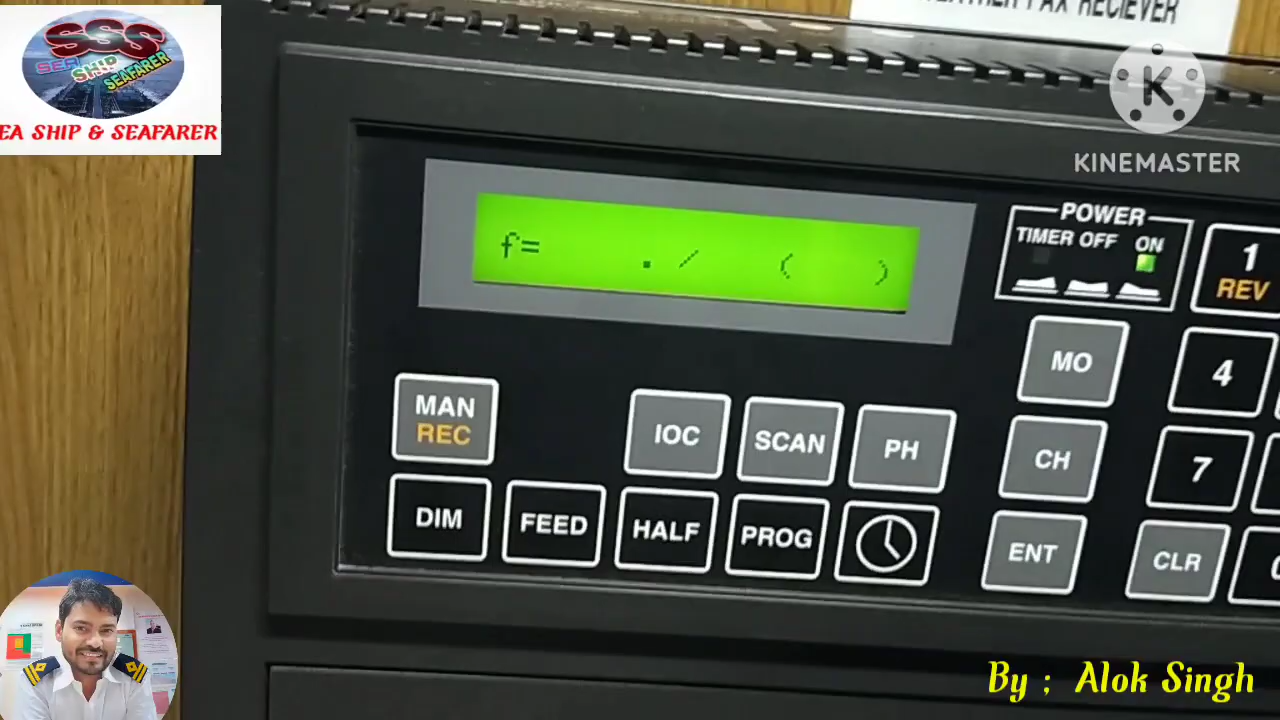 FAX RECIEVER
SSS
SEA
SHIP
SEAFARER
EA SHIP & SEAFARER
K
KINEMASTER
f= . / ( )
POWER
TIMER OFF ON
1
REV
MAN
REC
IOC
SCAN
PH
MO
4
CH
7
DIM
FEED
HALF
PROG
ENT
CLR
By ; Alok Singh